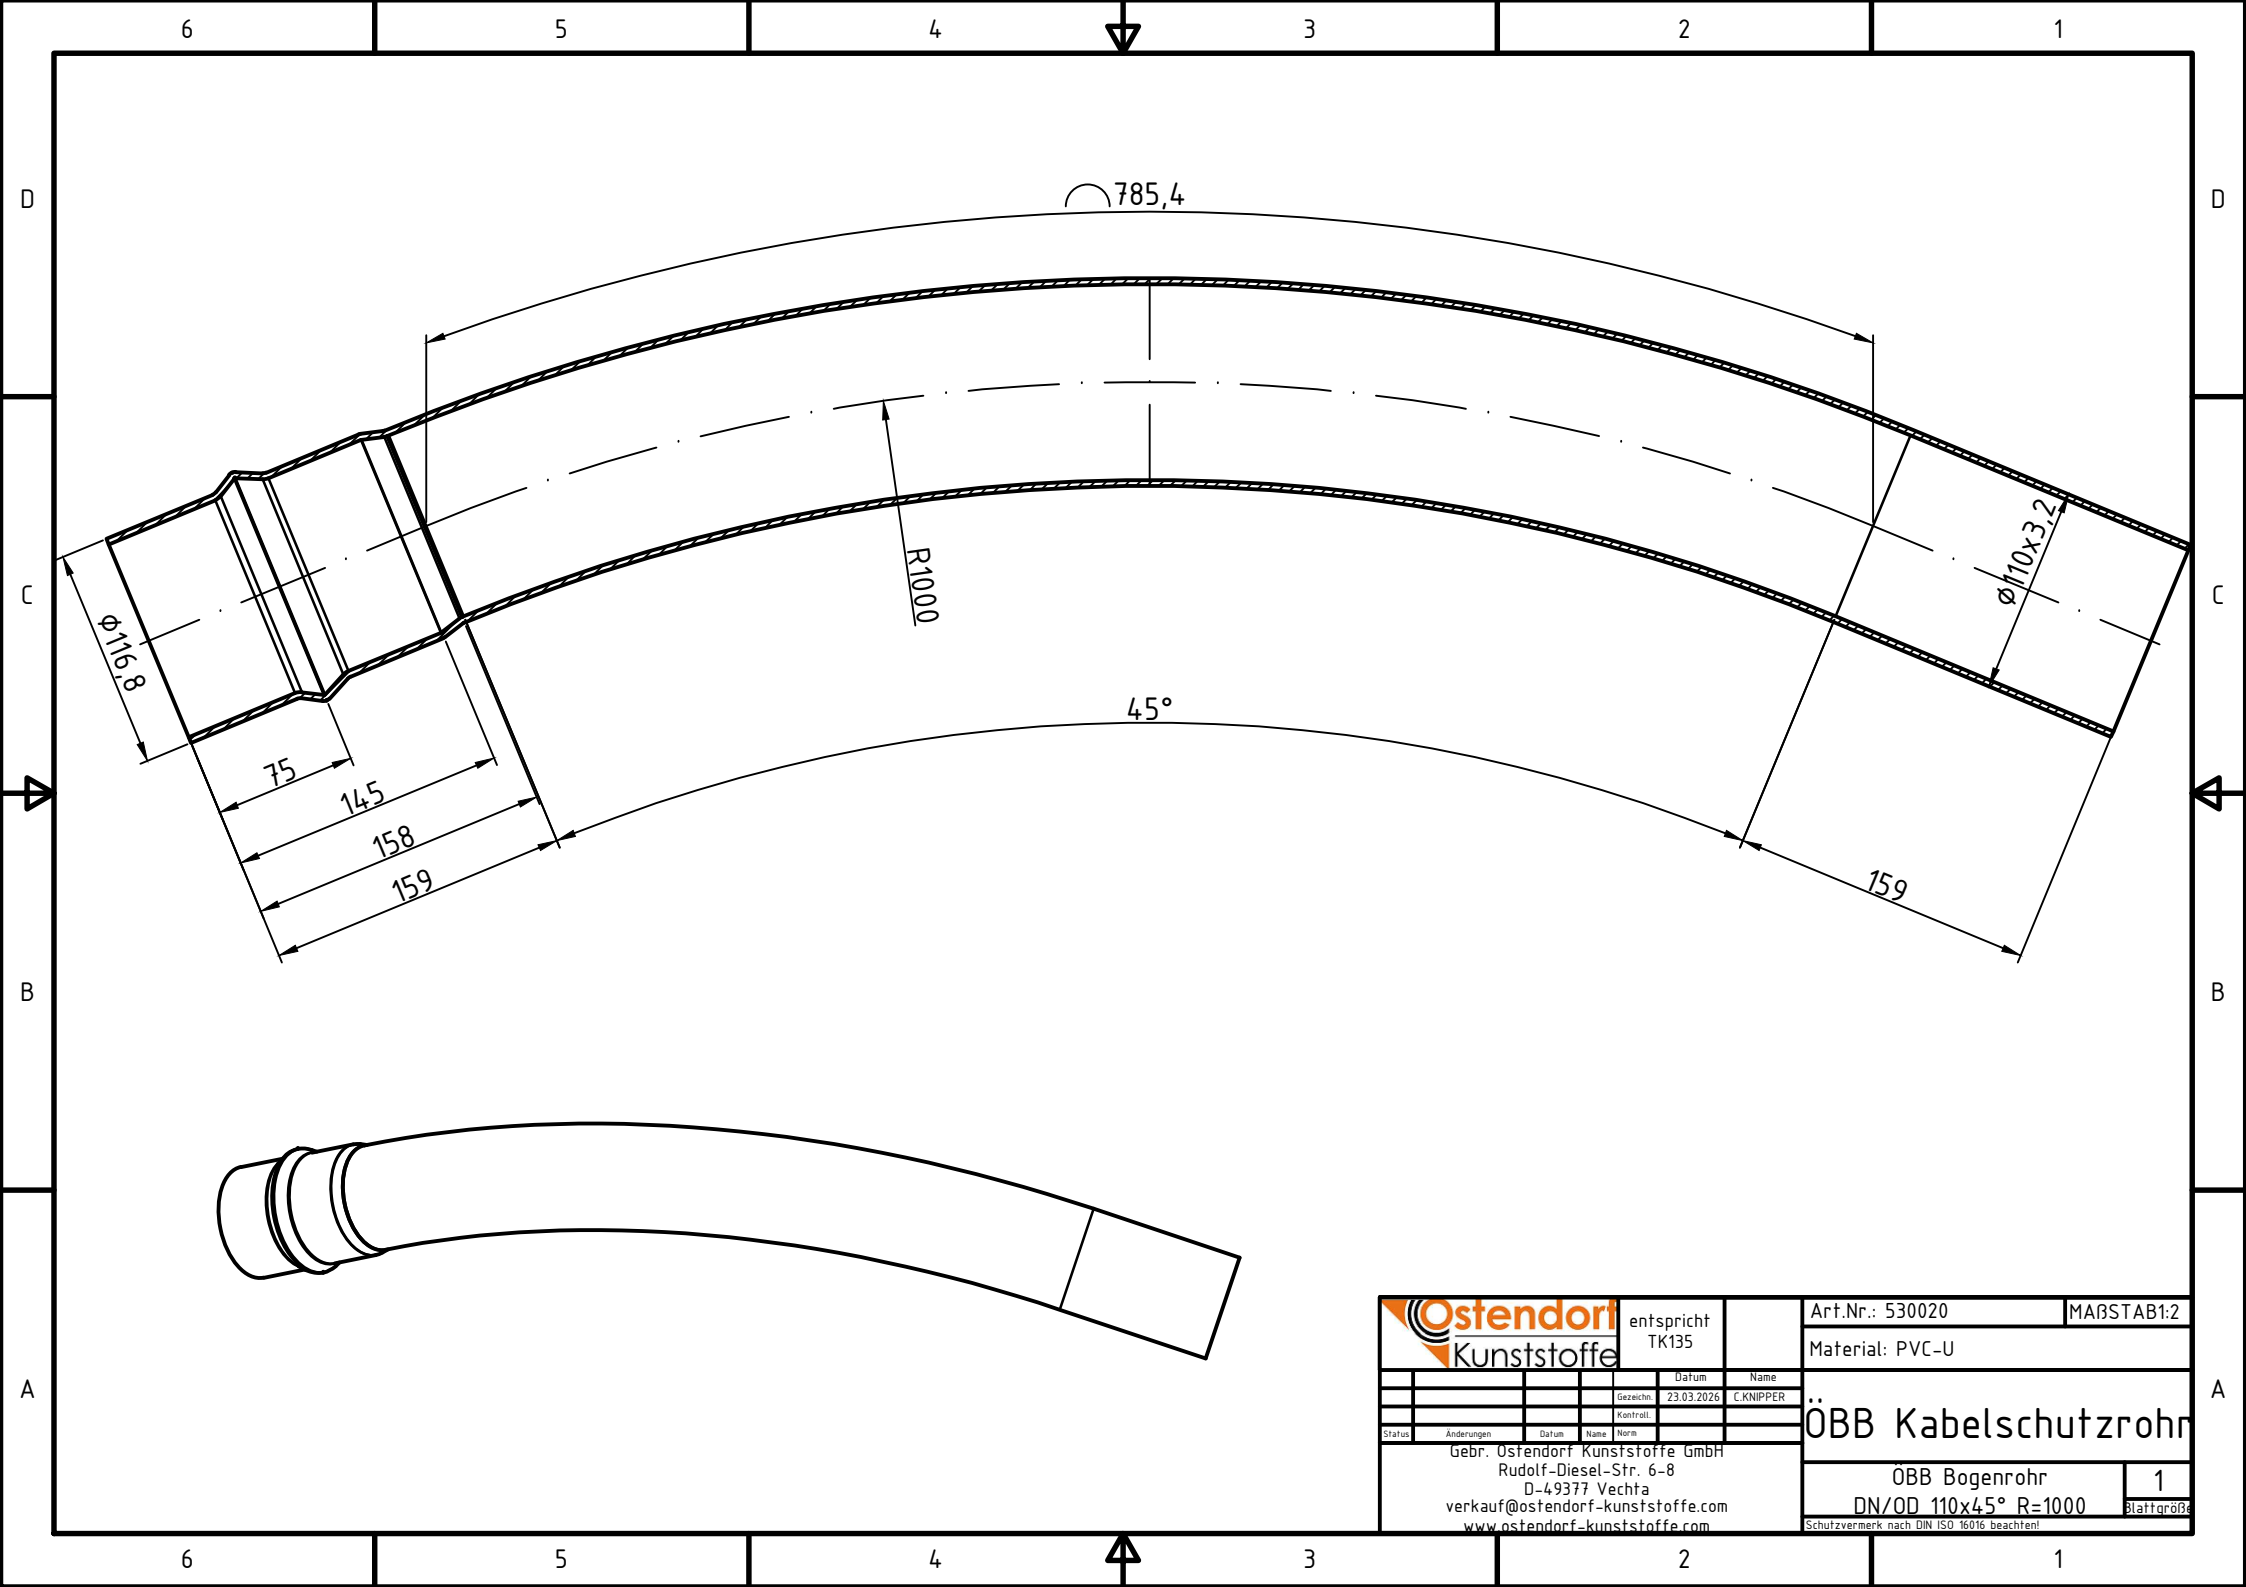 6 5 4 3 2 1
D D
⌒785,4
C C
R1000
Φ110x3,2
Φ116,8
45°
75
145
158
159
159
B B
A A
Ostendorf
Kunststoffe
entspricht
TK135
Art.Nr.: 530020
MAßSTAB1:2
Material: PVC-U
Datum Name
Gezeichn. 23.03.2026 C.KNIPPER
Kontroll.
Status Änderungen Datum Name Norm
ÖBB Kabelschutzrohr
Gebr. Ostendorf Kunststoffe GmbH
Rudolf-Diesel-Str. 6-8
D-49377 Vechta
verkauf@ostendorf-kunststoffe.com
www.ostendorf-kunststoffe.com
ÖBB Bogenrohr
DN/OD 110x45° R=1000
1
Blattgröße
Schutzvermerk nach DIN ISO 16016 beachten!
6 5 4 3 2 1